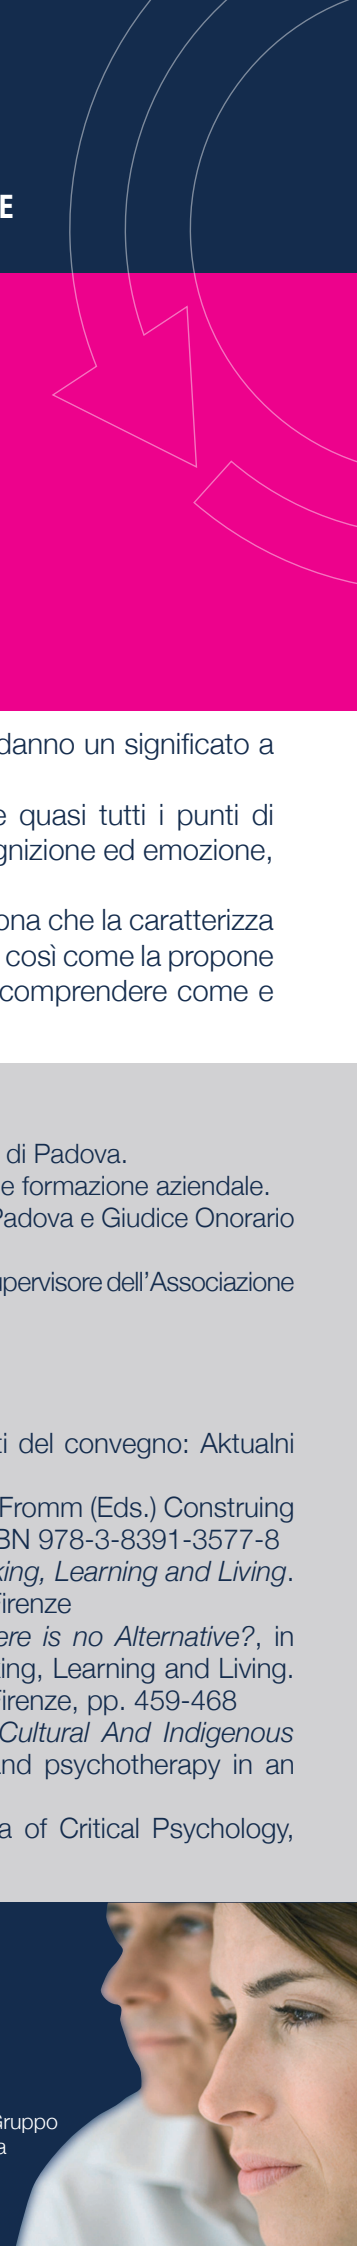 E
danno un significato a
e quasi tutti i punti di
gnizione ed emozione,
ona che la caratterizza
così come la propone
comprendere come e
di Padova.
e formazione aziendale.
Padova e Giudice Onorario
upervisore dell'Associazione
ti del convegno: Aktualni
Fromm (Eds.) Construing
BN 978-3-8391-3577-8
king, Learning and Living.
Firenze
ere is no Alternative?, in
king, Learning and Living.
Firenze, pp. 459-468
Cultural And Indigenous
and psychotherapy in an
a of Critical Psychology,
Gruppo
a